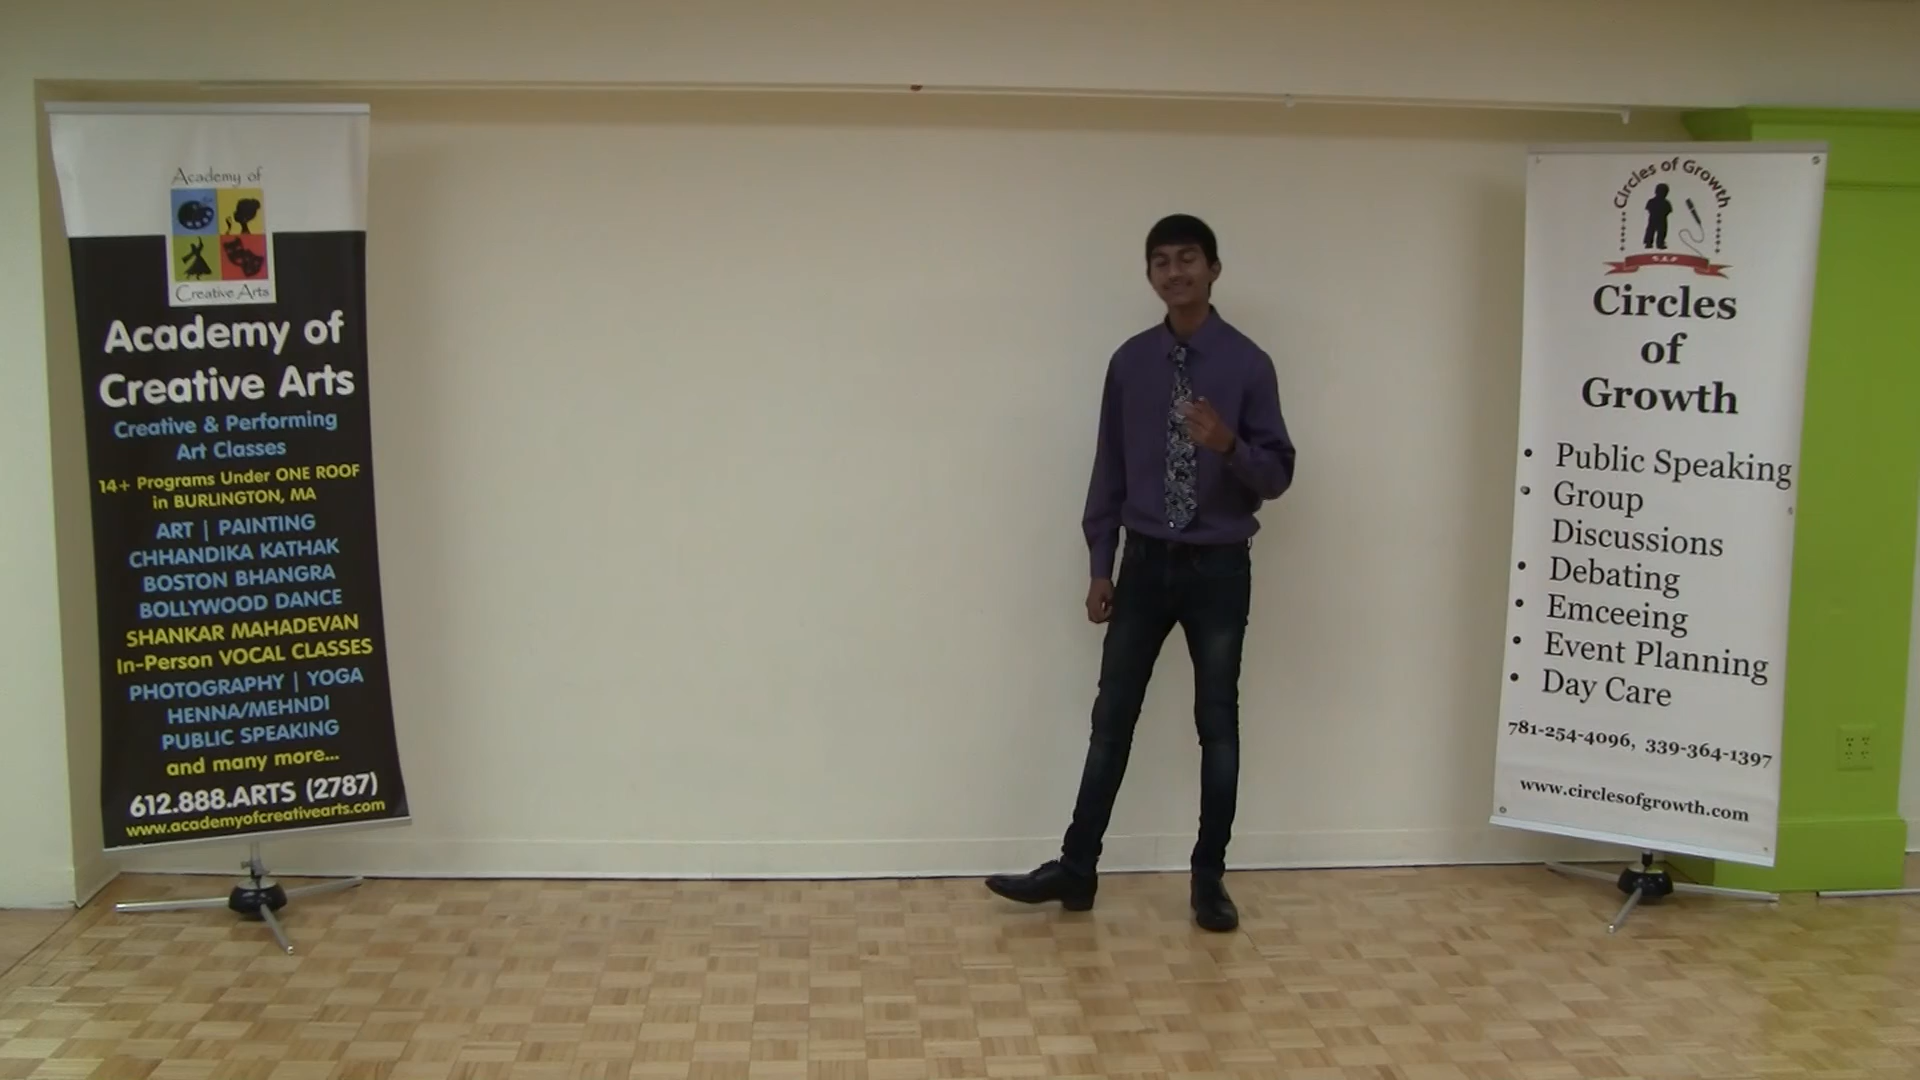 Academy of
Creative Arts
Academy of
Creative Arts
Creative & Performing
Art Classes
14+ Programs Under ONE ROOF
in BURLINGTON, MA
ART | PAINTING
CHHANDIKA KATHAK
BOSTON BHANGRA
BOLLYWOOD DANCE
SHANKAR MAHADEVAN
In-Person VOCAL CLASSES
PHOTOGRAPHY | YOGA
HENNA/MEHNDI
PUBLIC SPEAKING
and many more...
612.888.ARTS (2787)
www.academyofcreativearts.com
Circles of Growth
Circles
of
Growth
• Public Speaking
• Group
Discussions
• Debating
• Emceeing
• Event Planning
• Day Care
781-254-4096, 339-364-1397
www.circlesofgrowth.com